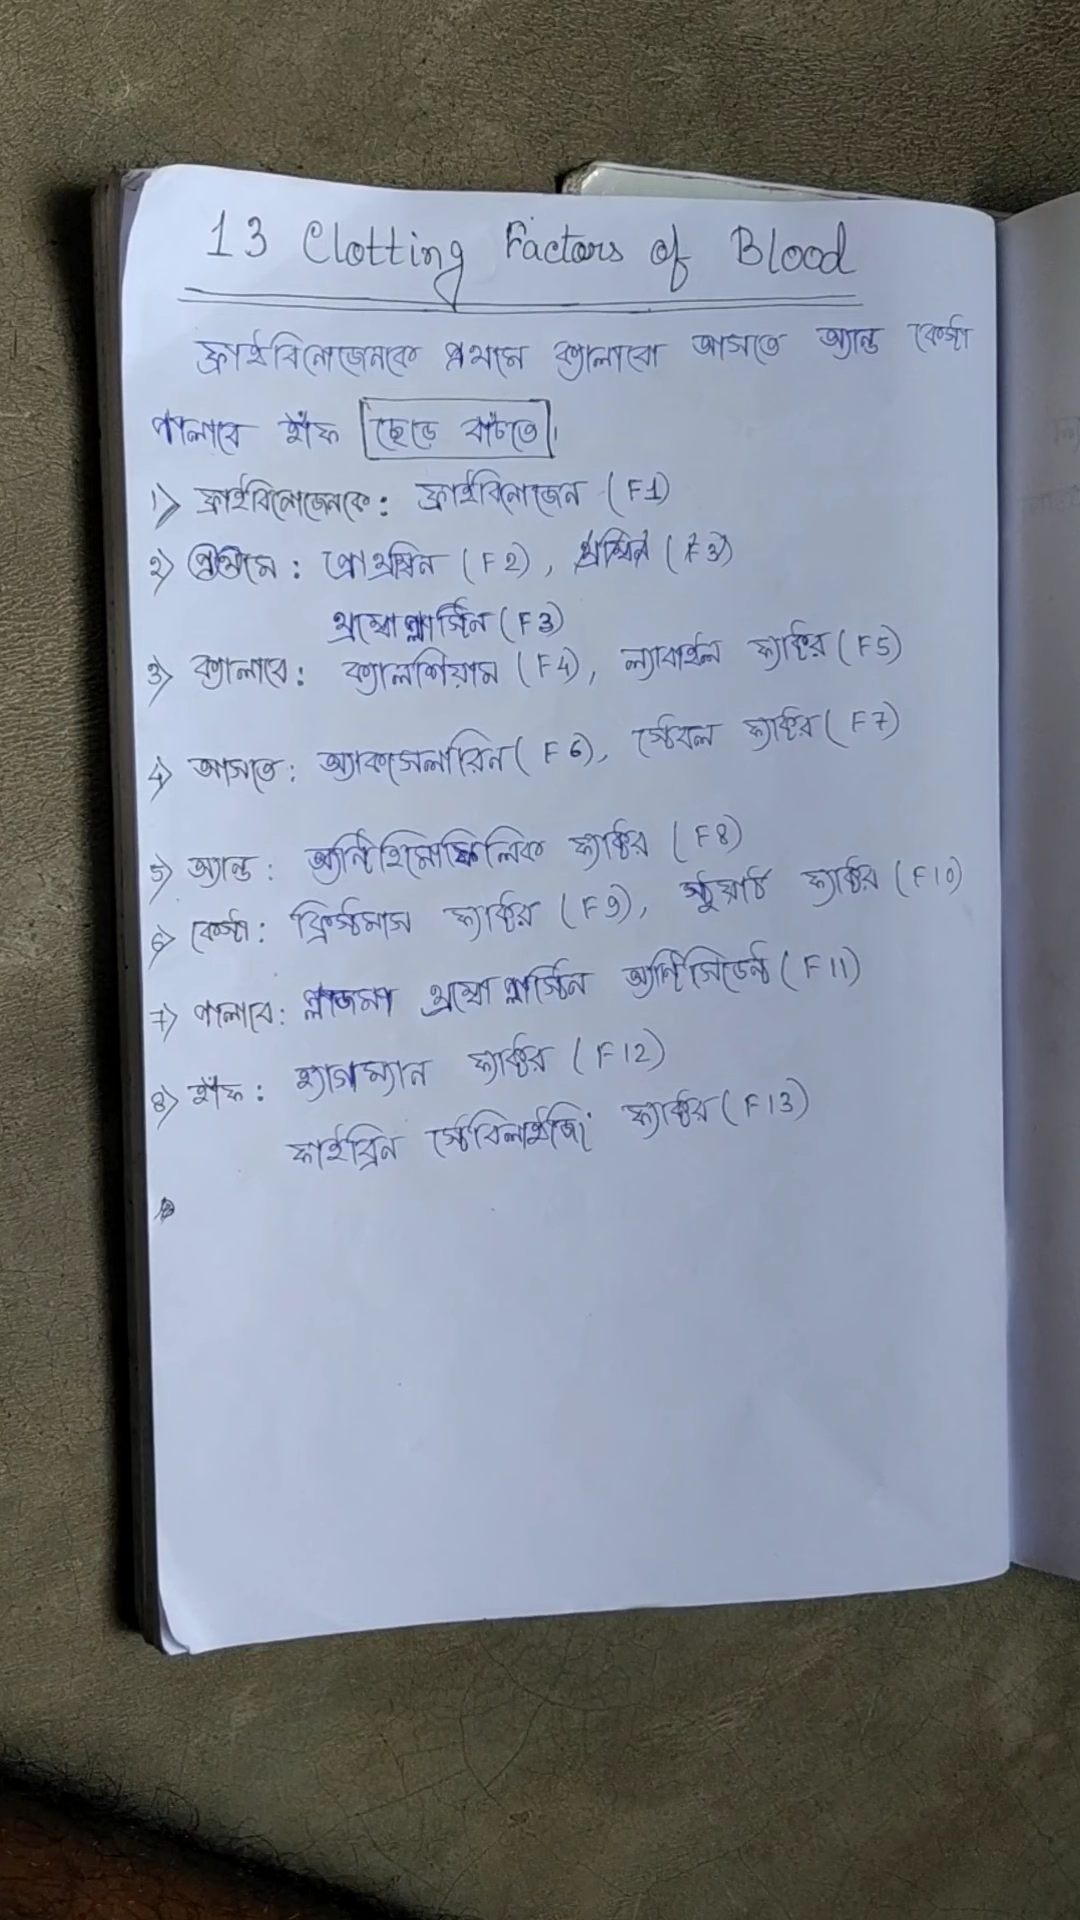 13 Clotting Factors of Blood
ফাইবিনোজেনকে প্রথমে ক্যালাবো আসতে অ্যান্ড কেস্টা
পালাবে হাঁফ ছেড়ে বাঁচতে।
1> ফাইবিনোজেনকে: ফাইবিনোজেন (F1)
২> প্রথমে: প্রোথ্রম্বিন (F2), থ্রম্বিন (F3)
থ্রম্বোপ্লাস্টিন (F3)
3> ক্যালাবে: ক্যালশিয়াম (F4), ল্যাবাইল ফ্যাক্টর (F5)
4> আসতে: অ্যাকসেলারিন (F6), স্টেবল ফ্যাক্টর (F7)
5> অ্যান্ড: অ্যান্টিহিমোফিলিক ফ্যাক্টর (F8)
6> কেস্টা: ক্রিস্টমাস ফ্যাক্টর (F9), স্টুয়ার্ট ফ্যাক্টর (F10)
7> পালাবে: প্লাজমা থ্রম্বোপ্লাস্টিন অ্যান্টিসিডেন্ট (F11)
8> হাঁফ: হ্যাগম্যান ফ্যাক্টর (F12)
ফাইব্রিন স্টেবিলাইজিং ফ্যাক্টর (F13)